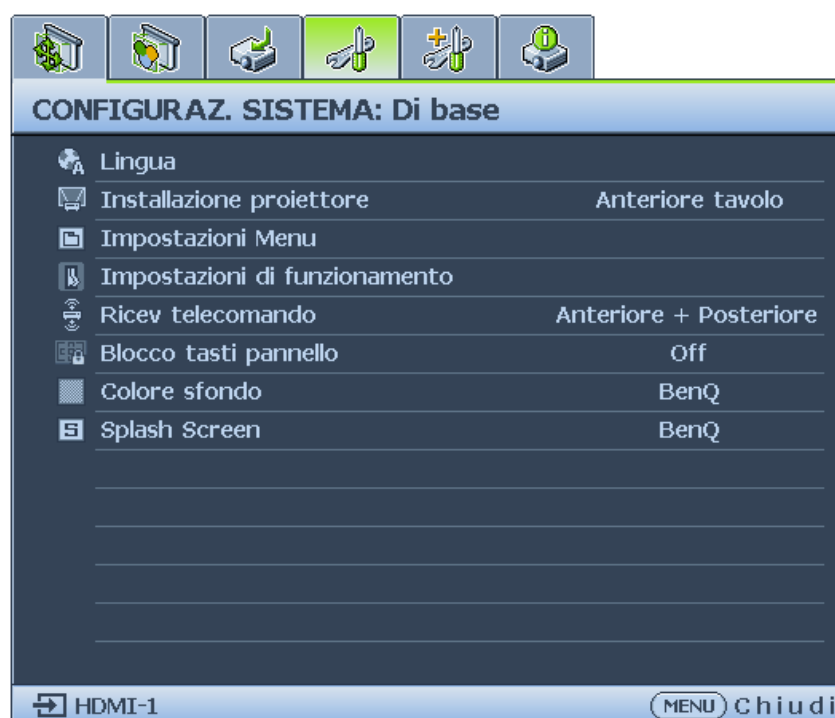 CONFIGURAZ. SISTEMA: Di base
Lingua
Installazione proiettore Anteriore tavolo
Impostazioni Menu
Impostazioni di funzionamento
Ricev telecomando Anteriore + Posteriore
Blocco tasti pannello Off
Colore sfondo BenQ
Splash Screen BenQ
HDMI-1 MENU Chiudi